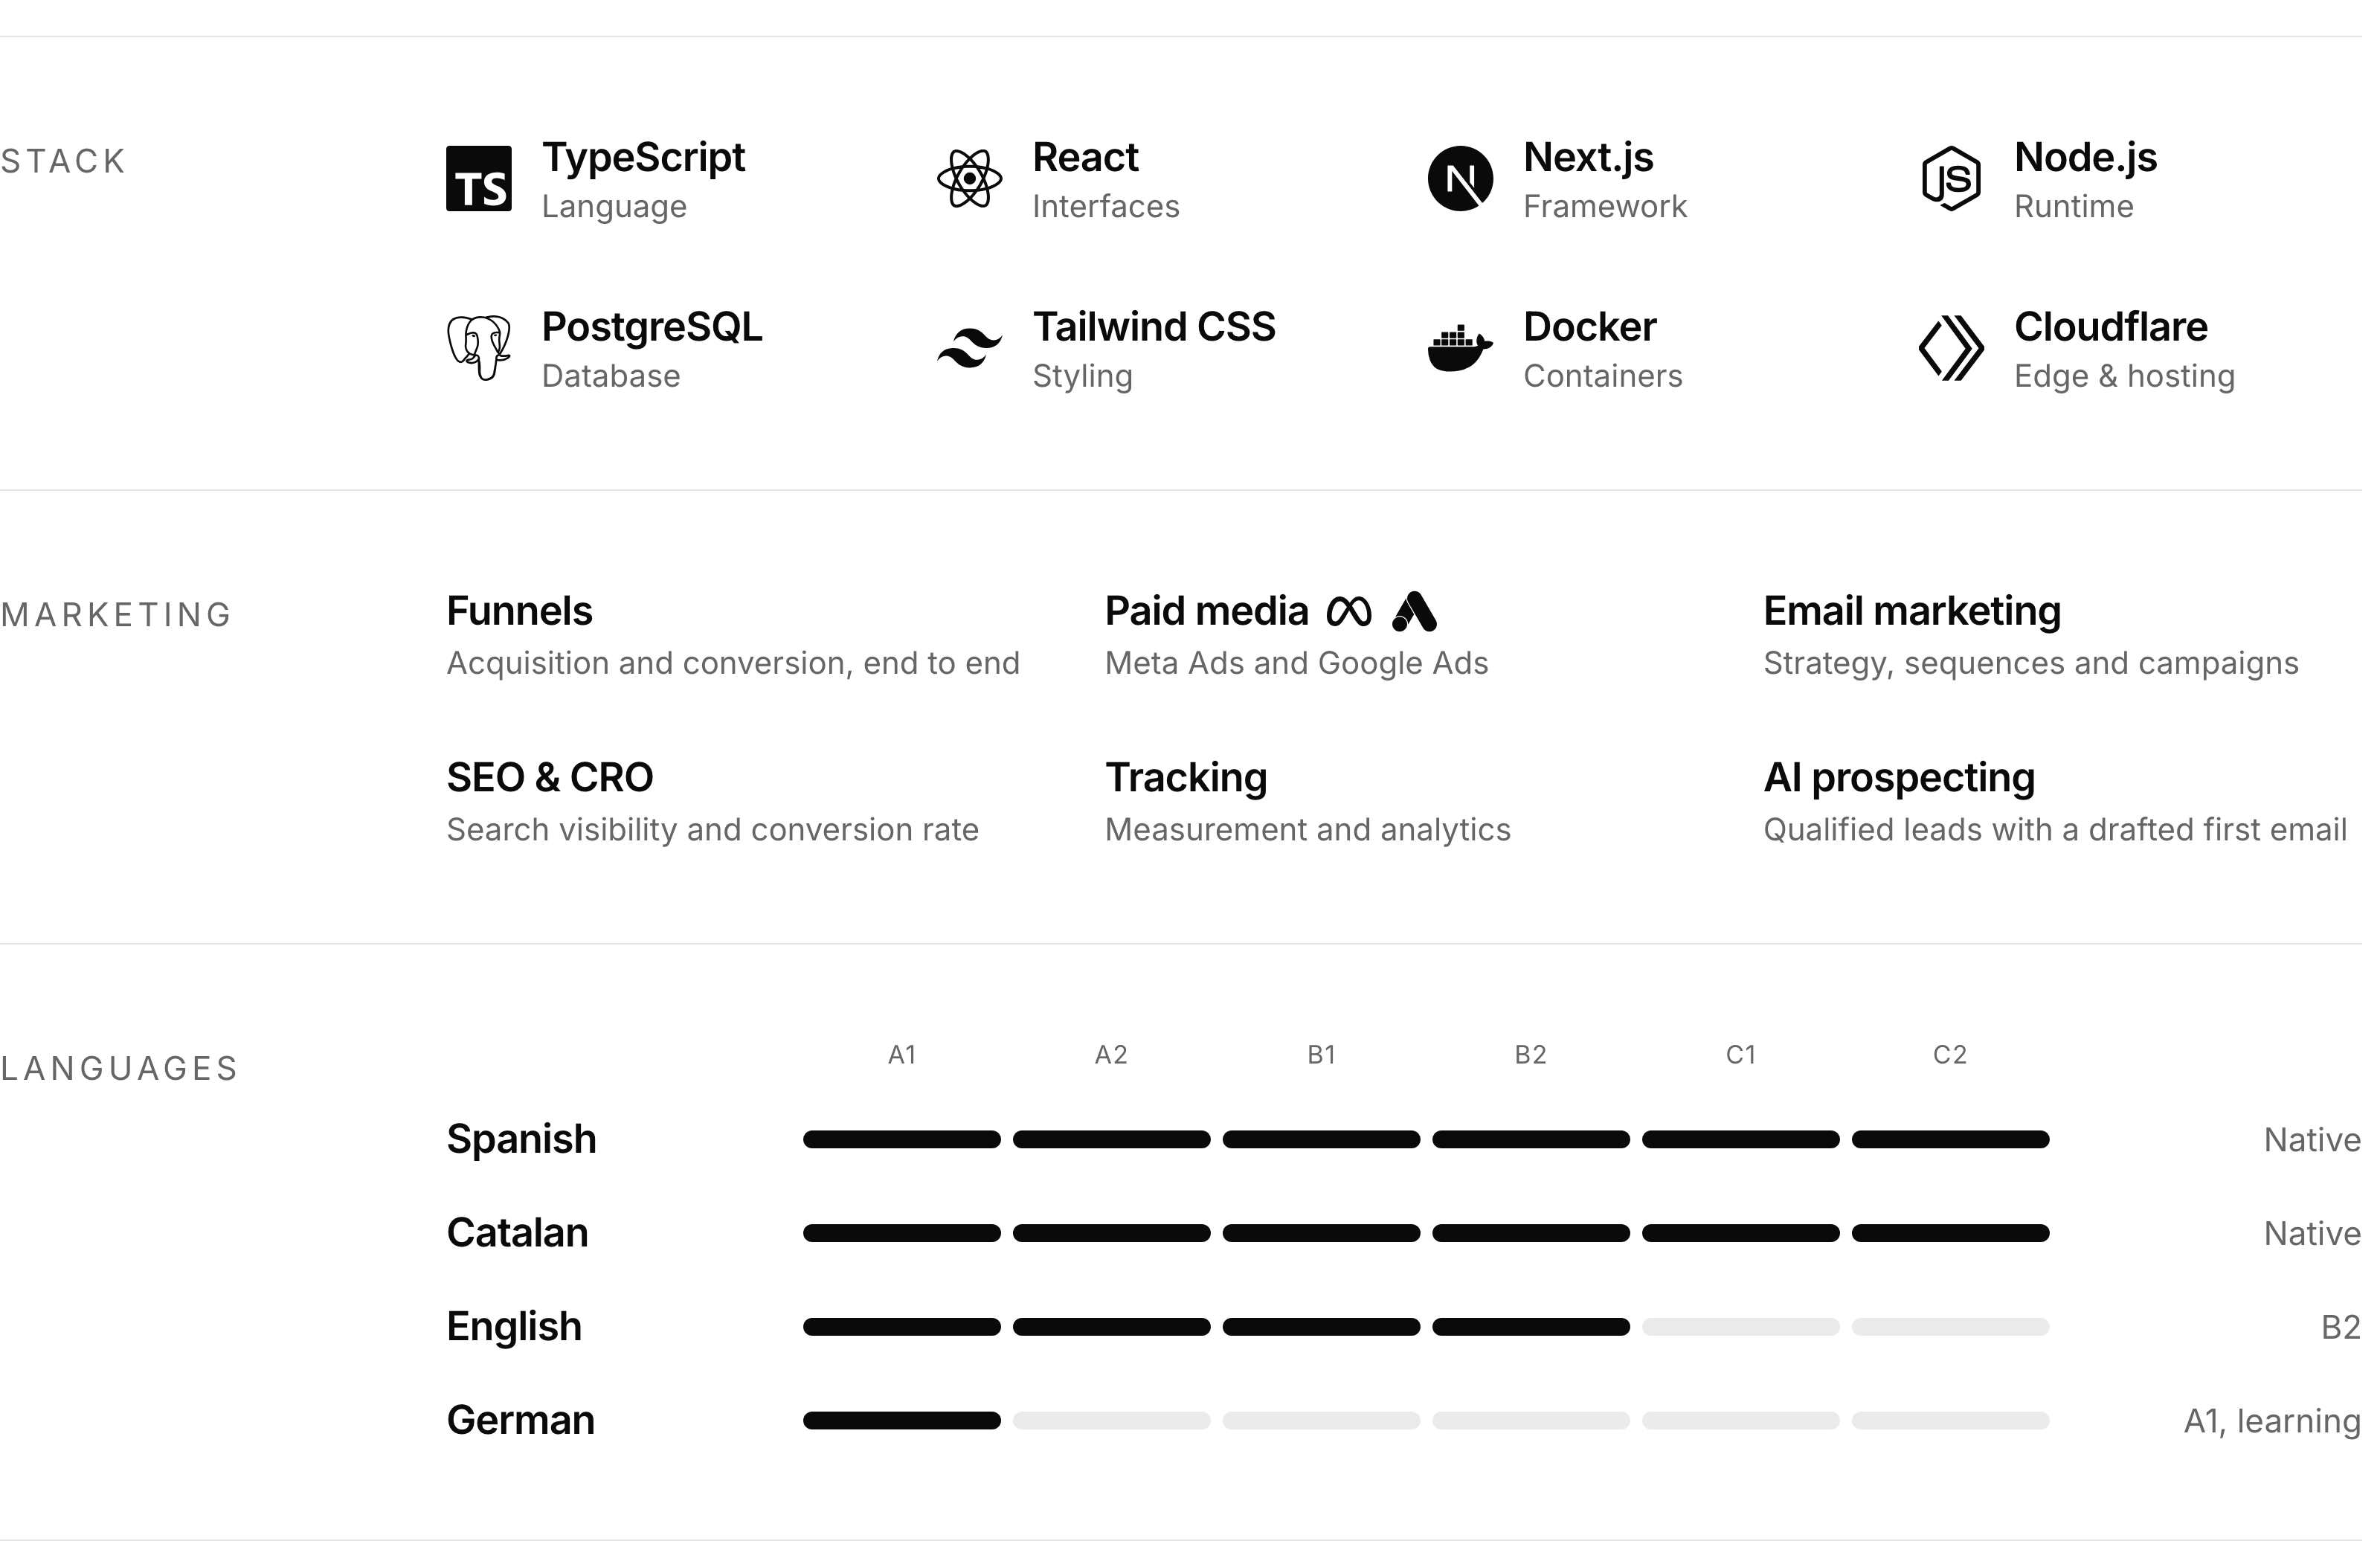 STACK
TS
TypeScript
Language
React
Interfaces
N
Next.js
Framework
JS
Node.js
Runtime
PostgreSQL
Database
Tailwind CSS
Styling
Docker
Containers
Cloudflare
Edge & hosting
MARKETING
Funnels
Acquisition and conversion, end to end
Paid media
Meta Ads and Google Ads
Email marketing
Strategy, sequences and campaigns
SEO & CRO
Search visibility and conversion rate
Tracking
Measurement and analytics
AI prospecting
Qualified leads with a drafted first email
LANGUAGES
A1 A2 B1 B2 C1 C2
Spanish Native
Catalan Native
English B2
German A1, learning